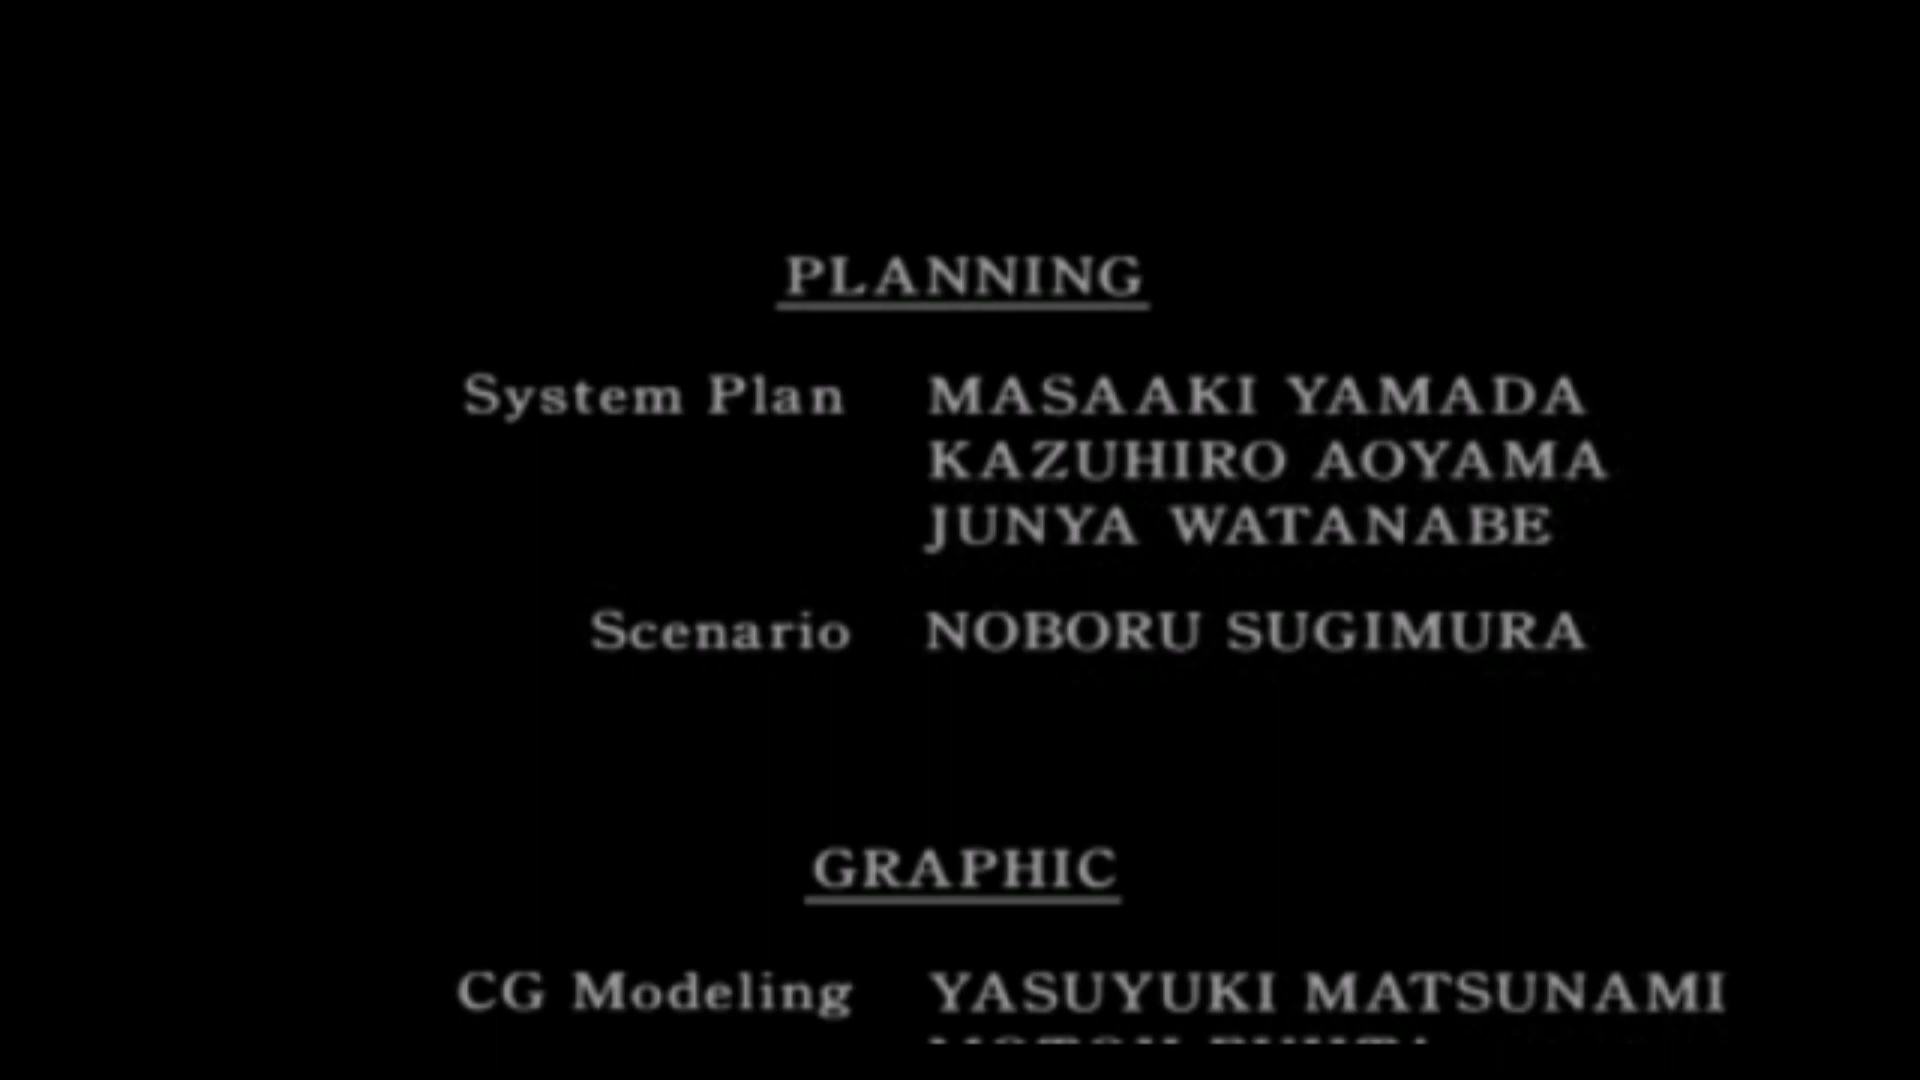 PLANNING
System Plan MASAAKI YAMADA
KAZUHIRO AOYAMA
JUNYA WATANABE
Scenario NOBORU SUGIMURA
GRAPHIC
CG Modeling YASUYUKI MATSUNAMI